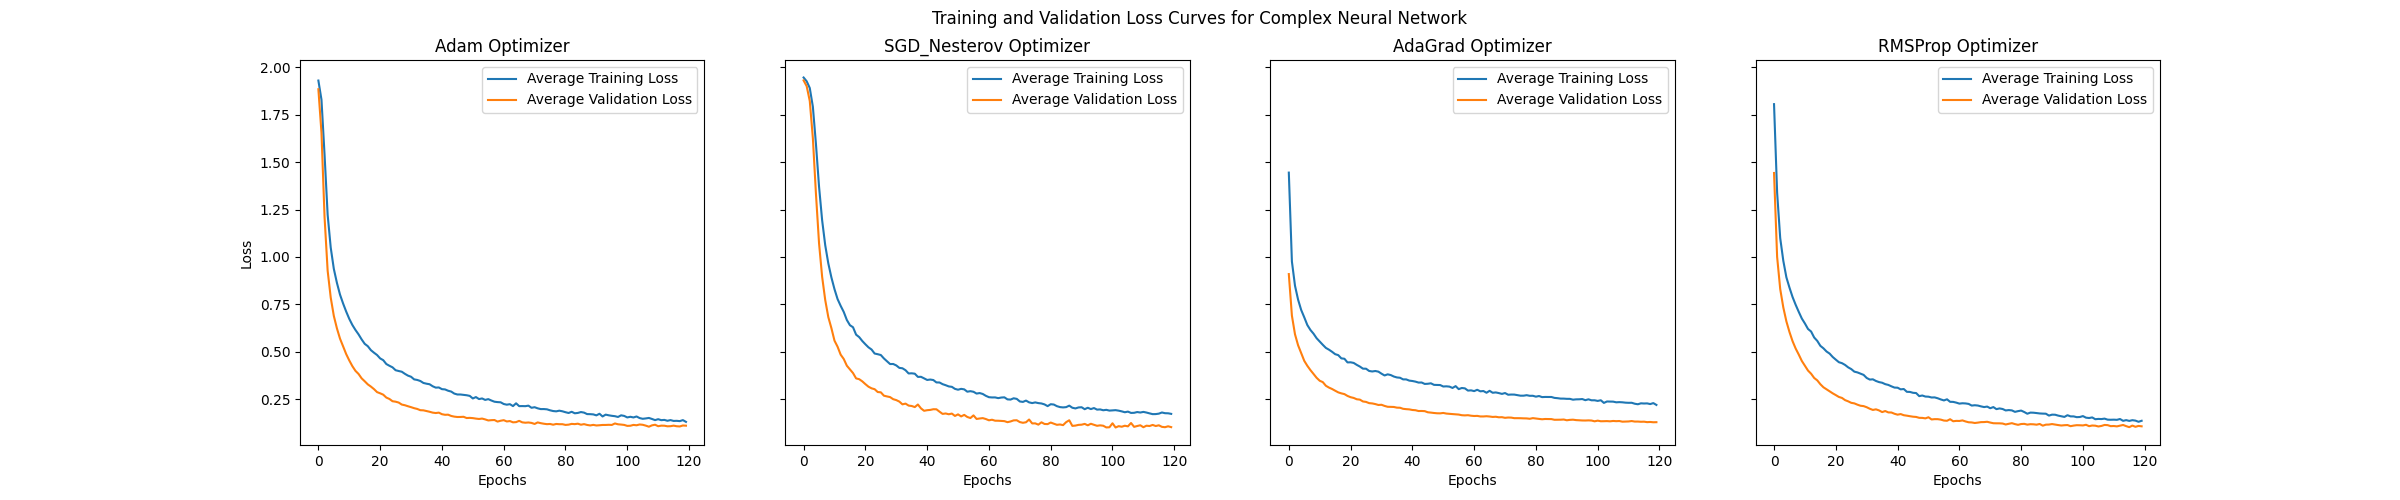 Training and Validation Loss Curves for Complex Neural Network
Adam Optimizer
2.00
1.75
1.50
1.25
1.00
0.75
0.50
0.25
Loss
Average Training Loss
Average Validation Loss
0 20 40 60 80 100 120
Epochs
SGD_Nesterov Optimizer
Average Training Loss
Average Validation Loss
0 20 40 60 80 100 120
Epochs
AdaGrad Optimizer
Average Training Loss
Average Validation Loss
0 20 40 60 80 100 120
Epochs
RMSProp Optimizer
Average Training Loss
Average Validation Loss
0 20 40 60 80 100 120
Epochs